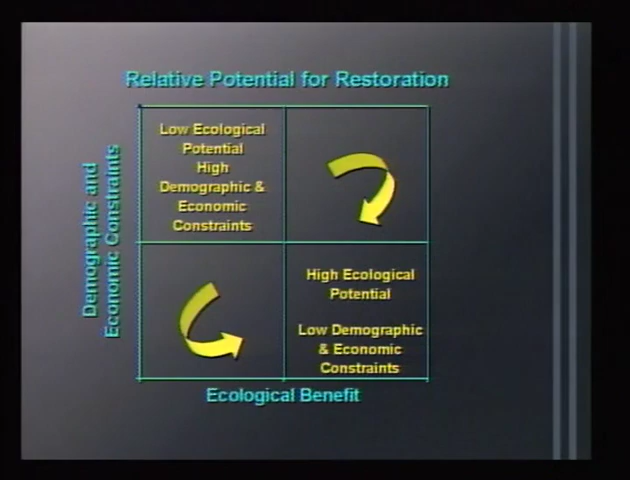 Relative Potential for Restoration
Demographic and
Economic Constraints
Low Ecological
Potential
High
Demographic &
Economic
Constraints
High Ecological
Potential
Low Demographic
& Economic
Constraints
Ecological Benefit